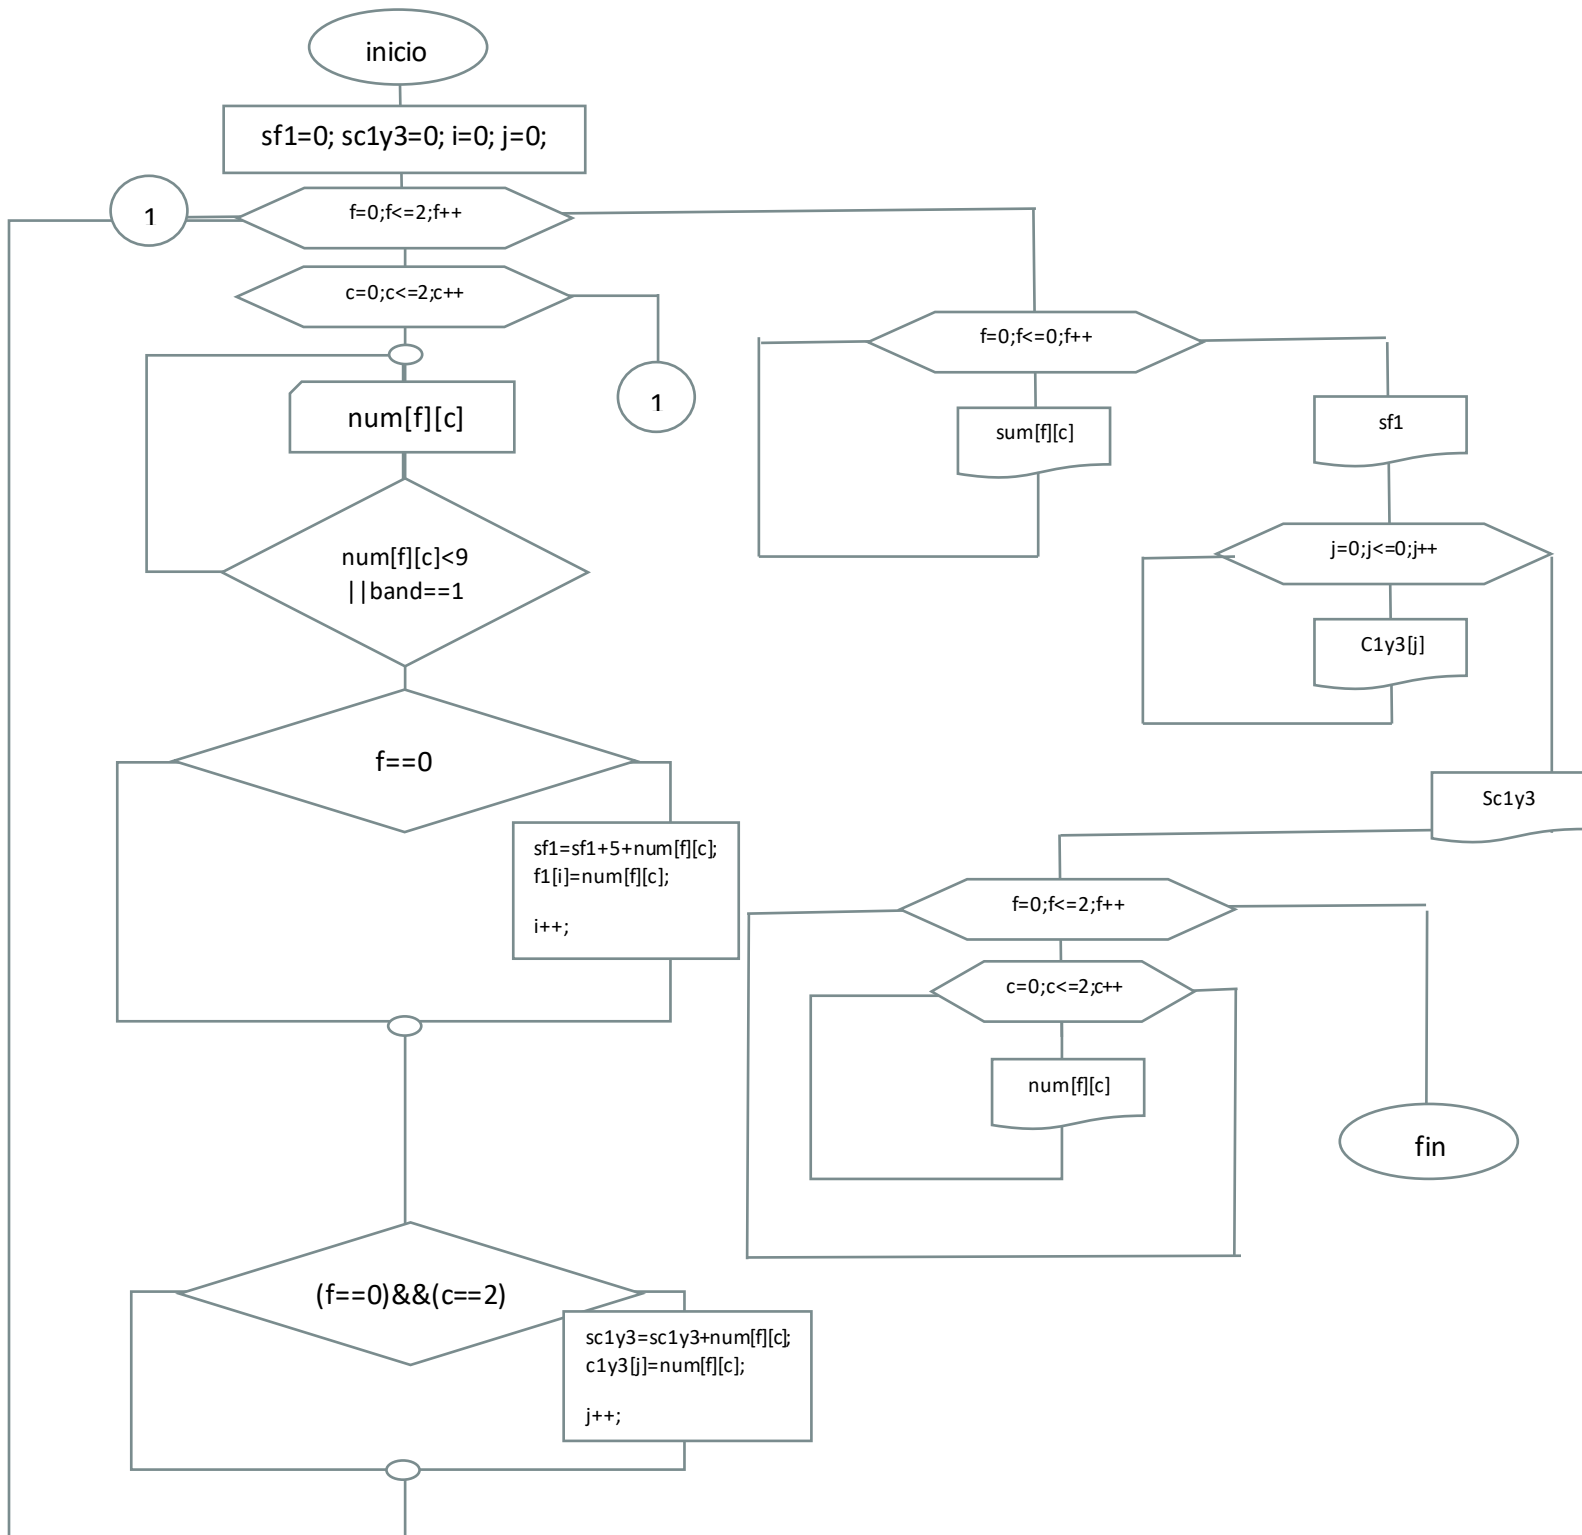 inicio
sf1=0; sc1y3=0; i=0; j=0;
1
f=0;f<=2;f++
c=0;c<=2;c++
1
num[f][c]
num[f][c]<9
||band==1
f==0
sf1=sf1+5+num[f][c];
f1[i]=num[f][c];
i++;
(f==0)&&(c==2)
sc1y3=sc1y3+num[f][c];
c1y3[j]=num[f][c];
j++;
f=0;f<=0;f++
sum[f][c]
sf1
j=0;j<=0;j++
C1y3[j]
Sc1y3
f=0;f<=2;f++
c=0;c<=2;c++
num[f][c]
fin